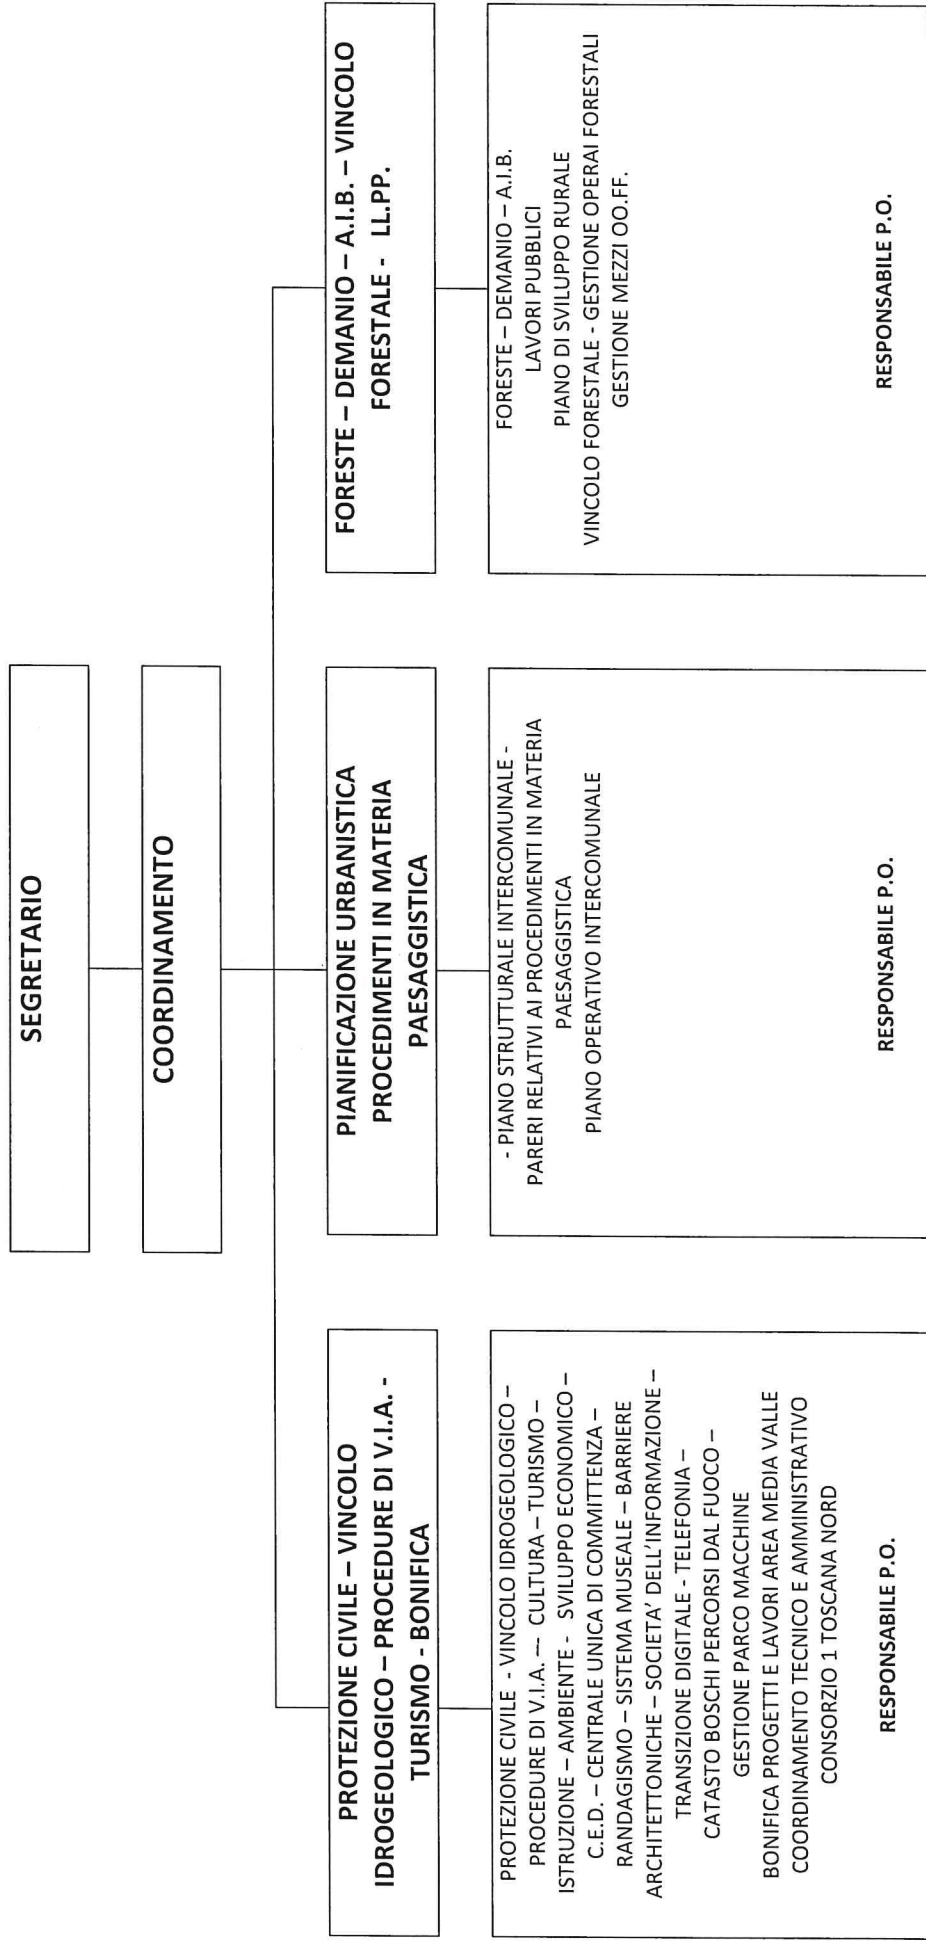 SEGRETARIO
COORDINAMENTO
PROTEZIONE CIVILE – VINCOLO
IDROGEOLOGICO – PROCEDURE DI V.I.A. -
TURISMO - BONIFICA
PIANIFICAZIONE URBANISTICA
PROCEDIMENTI IN MATERIA
PAESAGGISTICA
FORESTE – DEMANIO – A.I.B. – VINCOLO
FORESTALE - LL.PP.
PROTEZIONE CIVILE - VINCOLO IDROGEOLOGICO –
PROCEDURE DI V.I.A. –- CULTURA – TURISMO –
ISTRUZIONE – AMBIENTE - SVILUPPO ECONOMICO –
C.E.D. – CENTRALE UNICA DI COMMITTENZA –
RANDAGISMO – SISTEMA MUSEALE – BARRIERE
ARCHITETTONICHE – SOCIETA’ DELL’INFORMAZIONE –
TRANSIZIONE DIGITALE - TELEFONIA –
CATASTO BOSCHI PERCORSI DAL FUOCO –
GESTIONE PARCO MACCHINE
BONIFICA PROGETTI E LAVORI AREA MEDIA VALLE
COORDINAMENTO TECNICO E AMMINISTRATIVO
CONSORZIO 1 TOSCANA NORD
RESPONSABILE P.O.
- PIANO STRUTTURALE INTERCOMUNALE -
PARERI RELATIVI AI PROCEDIMENTI IN MATERIA
PAESAGGISTICA
PIANO OPERATIVO INTERCOMUNALE
RESPONSABILE P.O.
FORESTE – DEMANIO – A.I.B.
LAVORI PUBBLICI
PIANO DI SVILUPPO RURALE
VINCOLO FORESTALE - GESTIONE OPERAI FORESTALI
GESTIONE MEZZI OO.FF.
RESPONSABILE P.O.